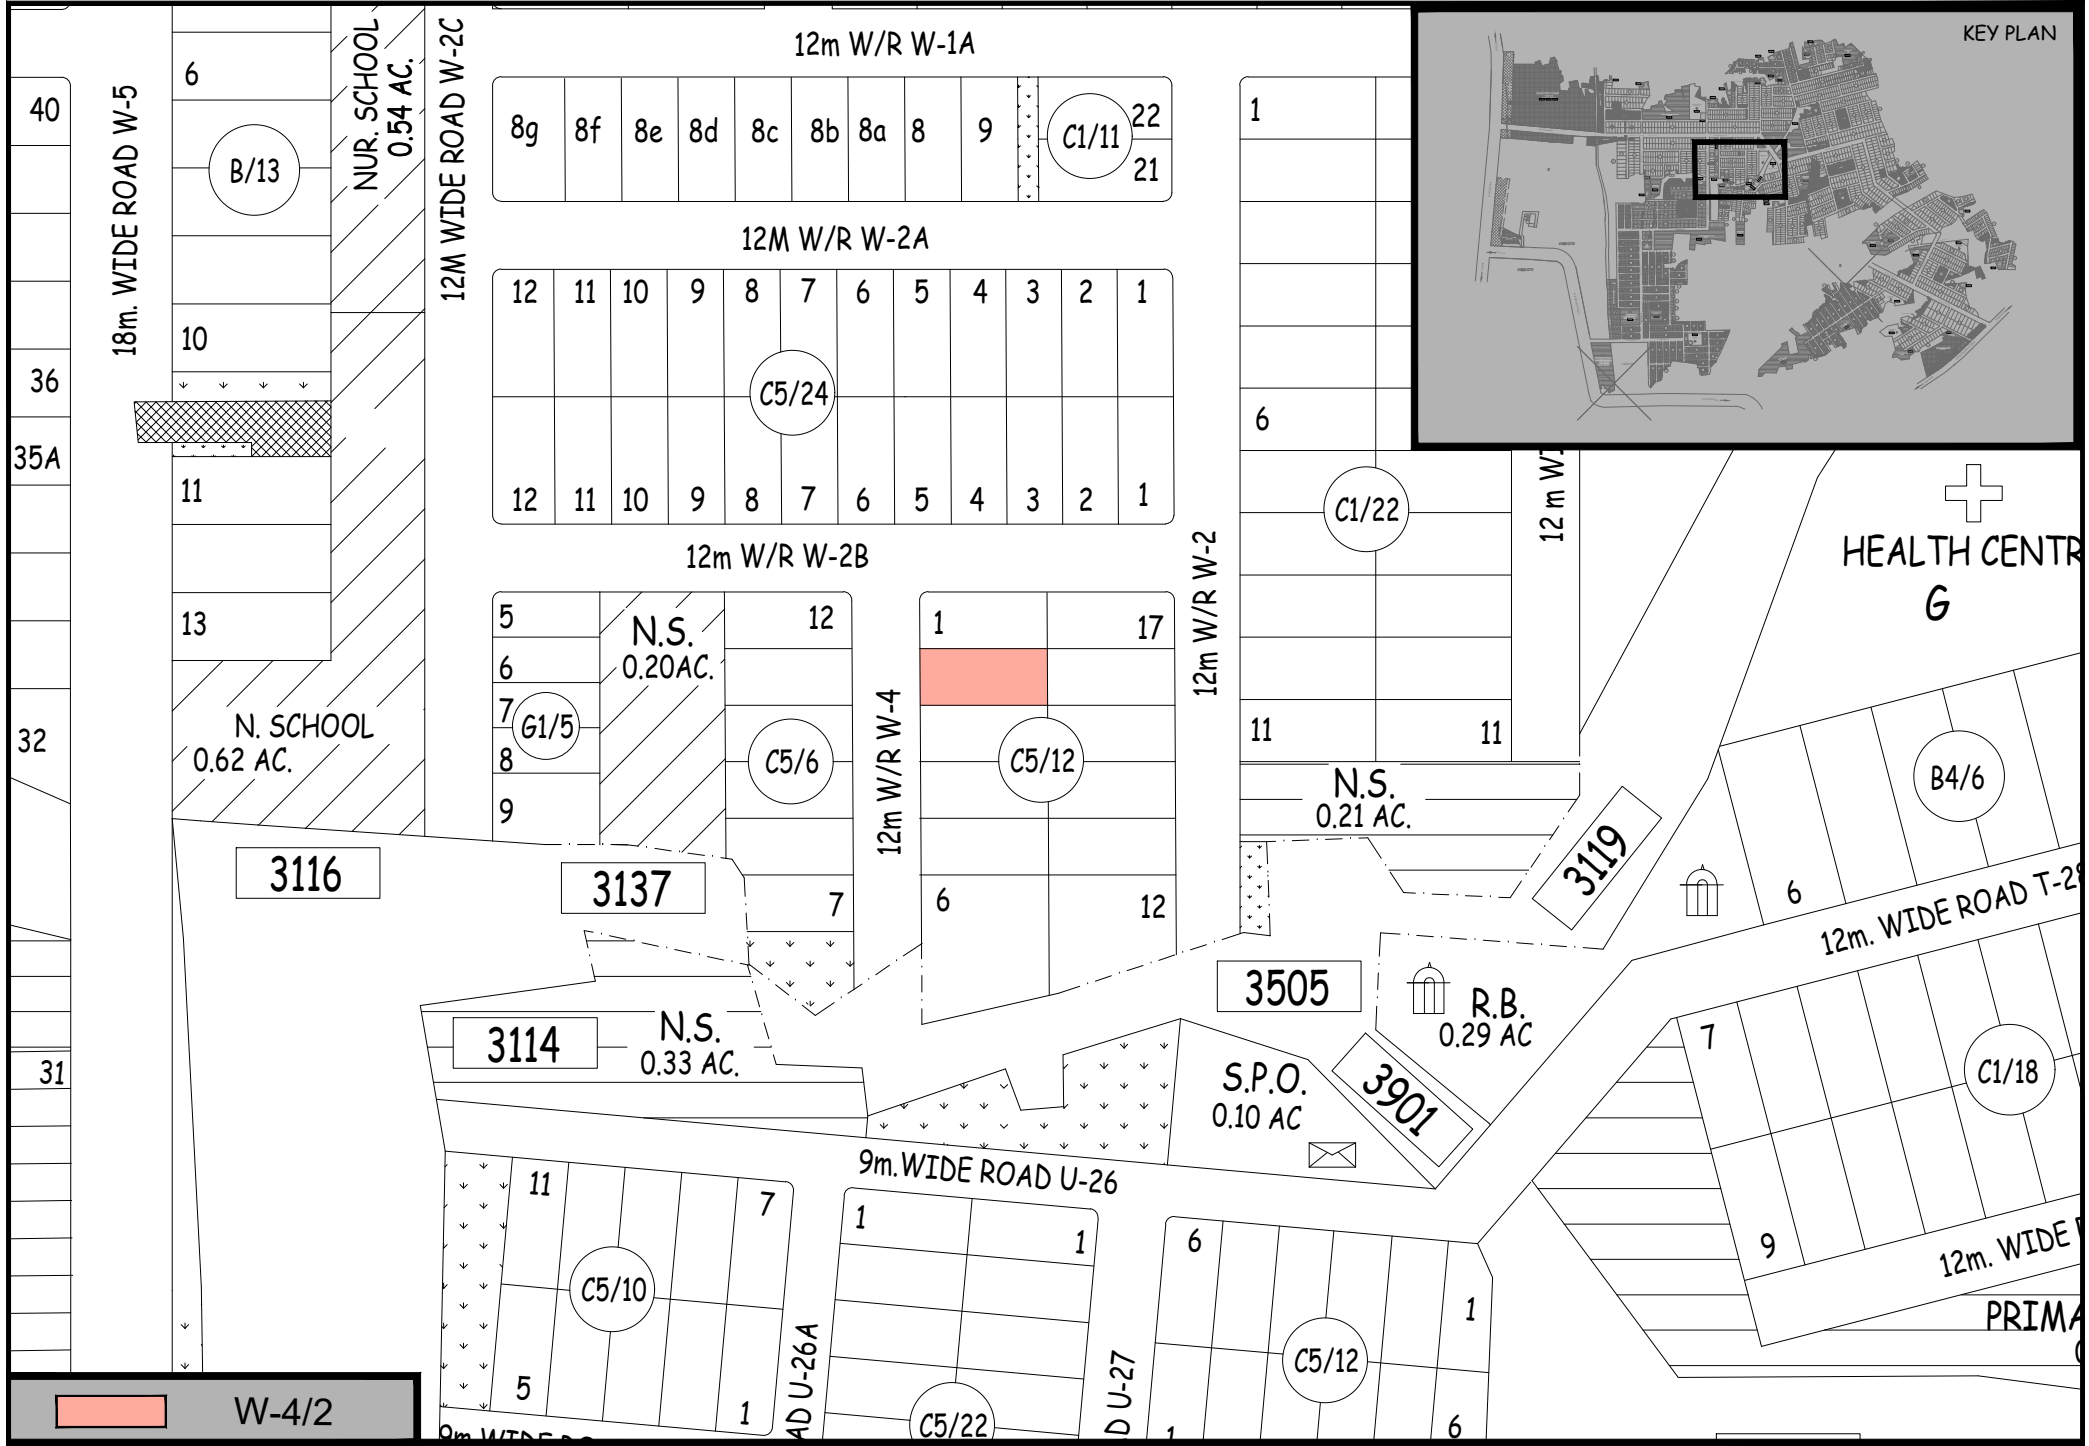 12m W/R W-1A
KEY PLAN
6
40
18m. WIDE ROAD W-5
B/13
NUR. SCHOOL
0.54 AC.
12M WIDE ROAD W-2C
8g 8f 8e 8d 8c 8b 8a 8 9
C1/11
22
21
1
12M W/R W-2A
12 11 10 9 8 7 6 5 4 3 2 1
C5/24
12 11 10 9 8 7 6 5 4 3 2 1
10
36
35A
11
13
6
C1/22
12 m WI
12m W/R W-2
12m W/R W-2B
HEALTH CENTR
G
5
6
7
8
9
G1/5
N.S.
0.20AC.
12
C5/6
7
12m W/R W-4
1
17
C5/12
6
12
11
11
N.S.
0.21 AC.
32
N. SCHOOL
0.62 AC.
3116
3137
3119
B4/6
6
12m. WIDE ROAD T-28
3505
R.B.
0.29 AC
3114
N.S.
0.33 AC.
31
S.P.O.
0.10 AC
3901
7
C1/18
9
12m. WIDE
PRIMA
9m.WIDE ROAD U-26
11
7
C5/10
5
1
AD U-26A
1
1
C5/22
AD U-27
6
1
C5/12
1
6
W-4/2